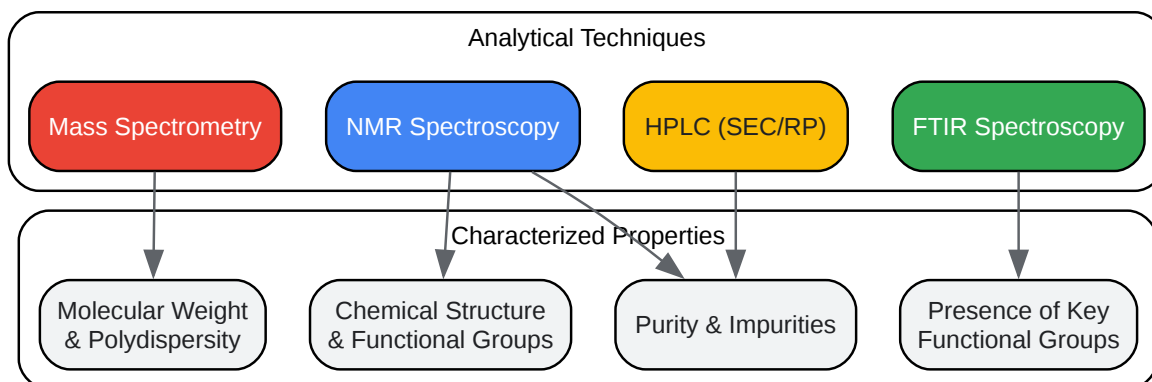 Analytical Techniques
Mass Spectrometry
NMR Spectroscopy
HPLC (SEC/RP)
FTIR Spectroscopy
Characterized Properties
Molecular Weight
& Polydispersity
Chemical Structure
& Functional Groups
Purity & Impurities
Presence of Key
Functional Groups